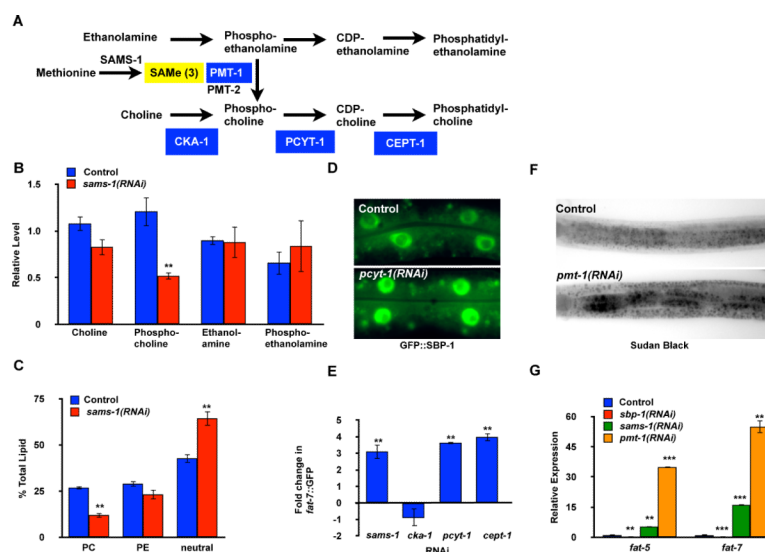 A
Ethanolamine Phospho-ethanolamine CDP-ethanolamine Phosphatidyl-ethanolamine
SAMS-1
Methionine SAMe (3) PMT-1
PMT-2
Choline Phospho-choline CDP-choline Phosphatidyl-choline
CKA-1 PCYT-1 CEPT-1
B
Control
sams-1(RNAi)
Relative Level
1.5
1.0
0.5
0
**
Choline Phospho-choline Ethanol-amine Phospho-ethanolamine
C
Control
sams-1(RNAi)
% Total Lipid
75
50
25
0
** **
PC PE neutral
D
Control
pcyt-1(RNAi)
GFP::SBP-1
E
Fold change in
fat-7::GFP
5
4
3
2
1
0
-1
-2
** ** **
sams-1 cka-1 pcyt-1 cept-1
RNAi
F
Control
pmt-1(RNAi)
Sudan Black
G
Control
sbp-1(RNAi)
sams-1(RNAi)
pmt-1(RNAi)
Relative Expression
60
45
30
15
0
** ** *** *** *** **
fat-5 fat-7